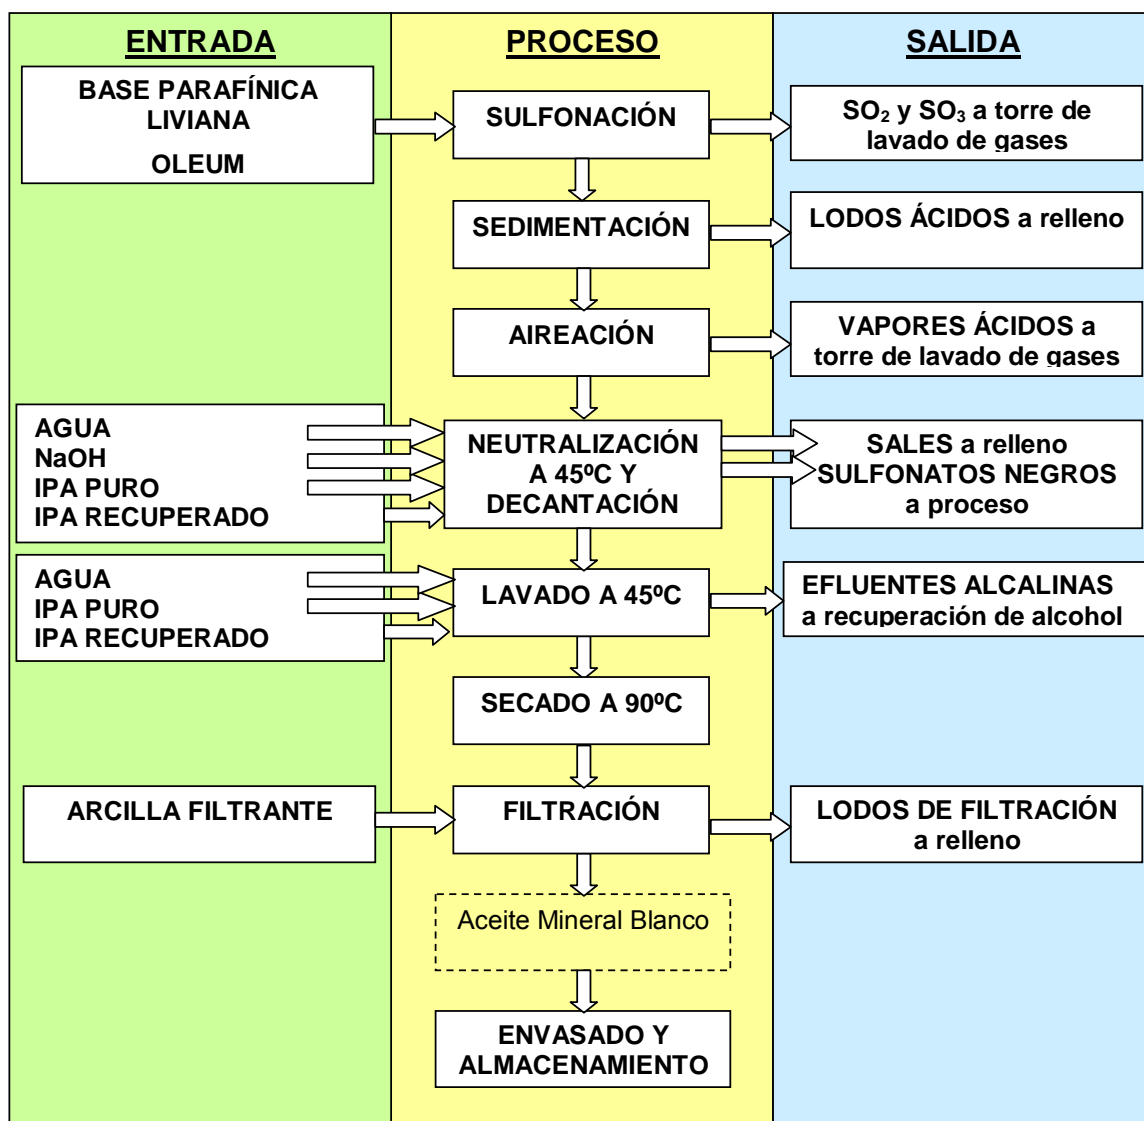 ENTRADA
PROCESO
SALIDA
BASE PARAFÍNICA
LIVIANA
OLEUM
SULFONACIÓN
SO₂ y SO₃ a torre de
lavado de gases
SEDIMENTACIÓN
LODOS ÁCIDOS a relleno
AIREACIÓN
VAPORES ÁCIDOS a
torre de lavado de gases
AGUA
NaOH
IPA PURO
IPA RECUPERADO
NEUTRALIZACIÓN
A 45ºC Y
DECANTACIÓN
SALES a relleno
SULFONATOS NEGROS
a proceso
AGUA
IPA PURO
IPA RECUPERADO
LAVADO A 45ºC
EFLUENTES ALCALINAS
a recuperación de alcohol
SECADO A 90ºC
ARCILLA FILTRANTE
FILTRACIÓN
LODOS DE FILTRACIÓN
a relleno
Aceite Mineral Blanco
ENVASADO Y
ALMACENAMIENTO